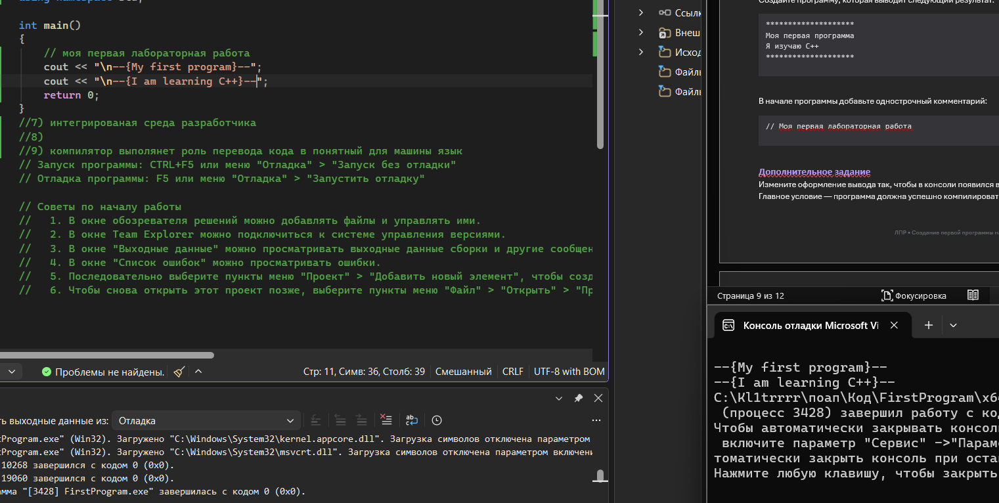 int main()
{
// моя первая лабораторная работа
cout << "\n--{My first program}--";
cout << "\n--{I am learning C++}--";
return 0;
}
//7) интегрированая среда разработчика
//8)
//9) компилятор выполянет роль перевода кода в понятный для машины язык
// Запуск программы: CTRL+F5 или меню "Отладка" > "Запуск без отладки"
// Отладка программы: F5 или меню "Отладка" > "Запустить отладку"
// Советы по началу работы
//   1. В окне обозревателя решений можно добавлять файлы и управлять ими.
//   2. В окне Team Explorer можно подключиться к системе управления версиями.
//   3. В окне "Выходные данные" можно просматривать выходные данные сборки и другие сообщен
//   4. В окне "Список ошибок" можно просматривать ошибки.
//   5. Последовательно выберите пункты меню "Проект" > "Добавить новый элемент", чтобы созд
//   6. Чтобы снова открыть этот проект позже, выберите пункты меню "Файл" > "Открыть" > "Пр
Проблемы не найдены.
Стр: 11, Симв: 36, Столб: 39
Смешанный
CRLF
UTF-8 with BOM
ть выходные данные из:
Отладка
tProgram.exe" (Win32). Загружено "C:\Windows\System32\kernel.appcore.dll". Загрузка символов отключена параметром
tProgram.exe" (Win32). Загружено "C:\Windows\System32\msvcrt.dll". Загрузка символов отключена параметром включени
10268 завершился с кодом 0 (0x0).
19060 завершился с кодом 0 (0x0).
амма "[3428] FirstProgram.exe" завершилась с кодом 0 (0x0).
Ссылк
Внеш
Исход
Файлы
Файлы
Создайте программу, которая выводит следующий результат:
********************
Моя первая программа
Я изучаю C++
********************
В начале программы добавьте однострочный комментарий:
// Моя первая лабораторная работа
Дополнительное задание
Измените оформление вывода так, чтобы в консоли появился в
Главное условие — программа должна успешно компилироват
ЛПР • Создание первой программы н
Страница 9 из 12
Фокусировка
Консоль отладки Microsoft Vi
--{My first program}--
--{I am learning C++}--
C:\Kl1trrrr\поап\Код\FirstProgram\x6
(процесс 3428) завершил работу с код
Чтобы автоматически закрывать консоль
включите параметр "Сервис" ->"Парам
томатически закрыть консоль при оста
Нажмите любую клавишу, чтобы закрыть